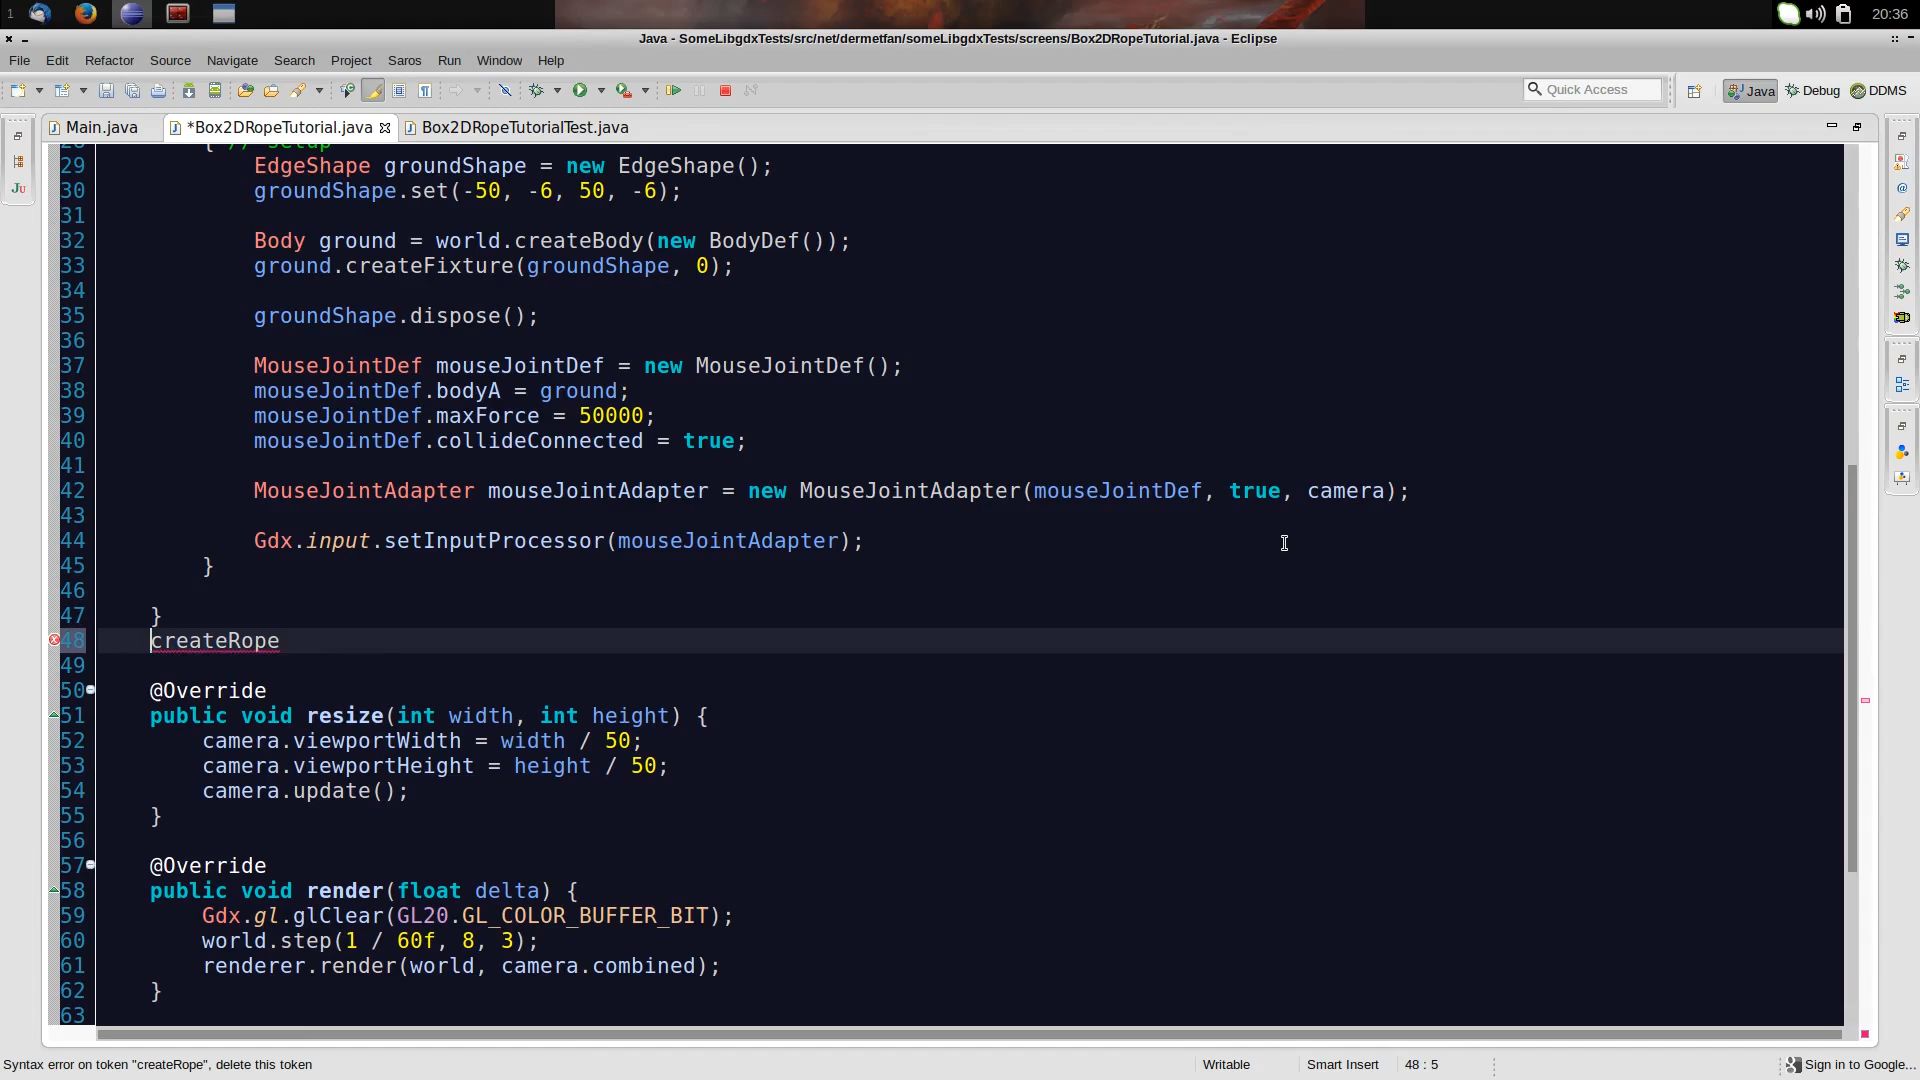 1
20:36
Java - SomeLibgdxTests/src/net/dermetfan/someLibgdxTests/screens/Box2DRopeTutorial.java - Eclipse
File Edit Refactor Source Navigate Search Project Saros Run Window Help
Quick Access
Java
Debug
DDMS
Main.java
*Box2DRopeTutorial.java
Box2DRopeTutorialTest.java
29 EdgeShape groundShape = new EdgeShape();
30 groundShape.set(-50, -6, 50, -6);
31
32 Body ground = world.createBody(new BodyDef());
33 ground.createFixture(groundShape, 0);
34
35 groundShape.dispose();
36
37 MouseJointDef mouseJointDef = new MouseJointDef();
38 mouseJointDef.bodyA = ground;
39 mouseJointDef.maxForce = 50000;
40 mouseJointDef.collideConnected = true;
41
42 MouseJointAdapter mouseJointAdapter = new MouseJointAdapter(mouseJointDef, true, camera);
43
44 Gdx.input.setInputProcessor(mouseJointAdapter);
45 }
46
47 }
48 createRope
49
50 @Override
51 public void resize(int width, int height) {
52 camera.viewportWidth = width / 50;
53 camera.viewportHeight = height / 50;
54 camera.update();
55 }
56
57 @Override
58 public void render(float delta) {
59 Gdx.gl.glClear(GL20.GL_COLOR_BUFFER_BIT);
60 world.step(1 / 60f, 8, 3);
61 renderer.render(world, camera.combined);
62 }
63
Syntax error on token "createRope", delete this token
Writable
Smart Insert
48 : 5
Sign in to Google...